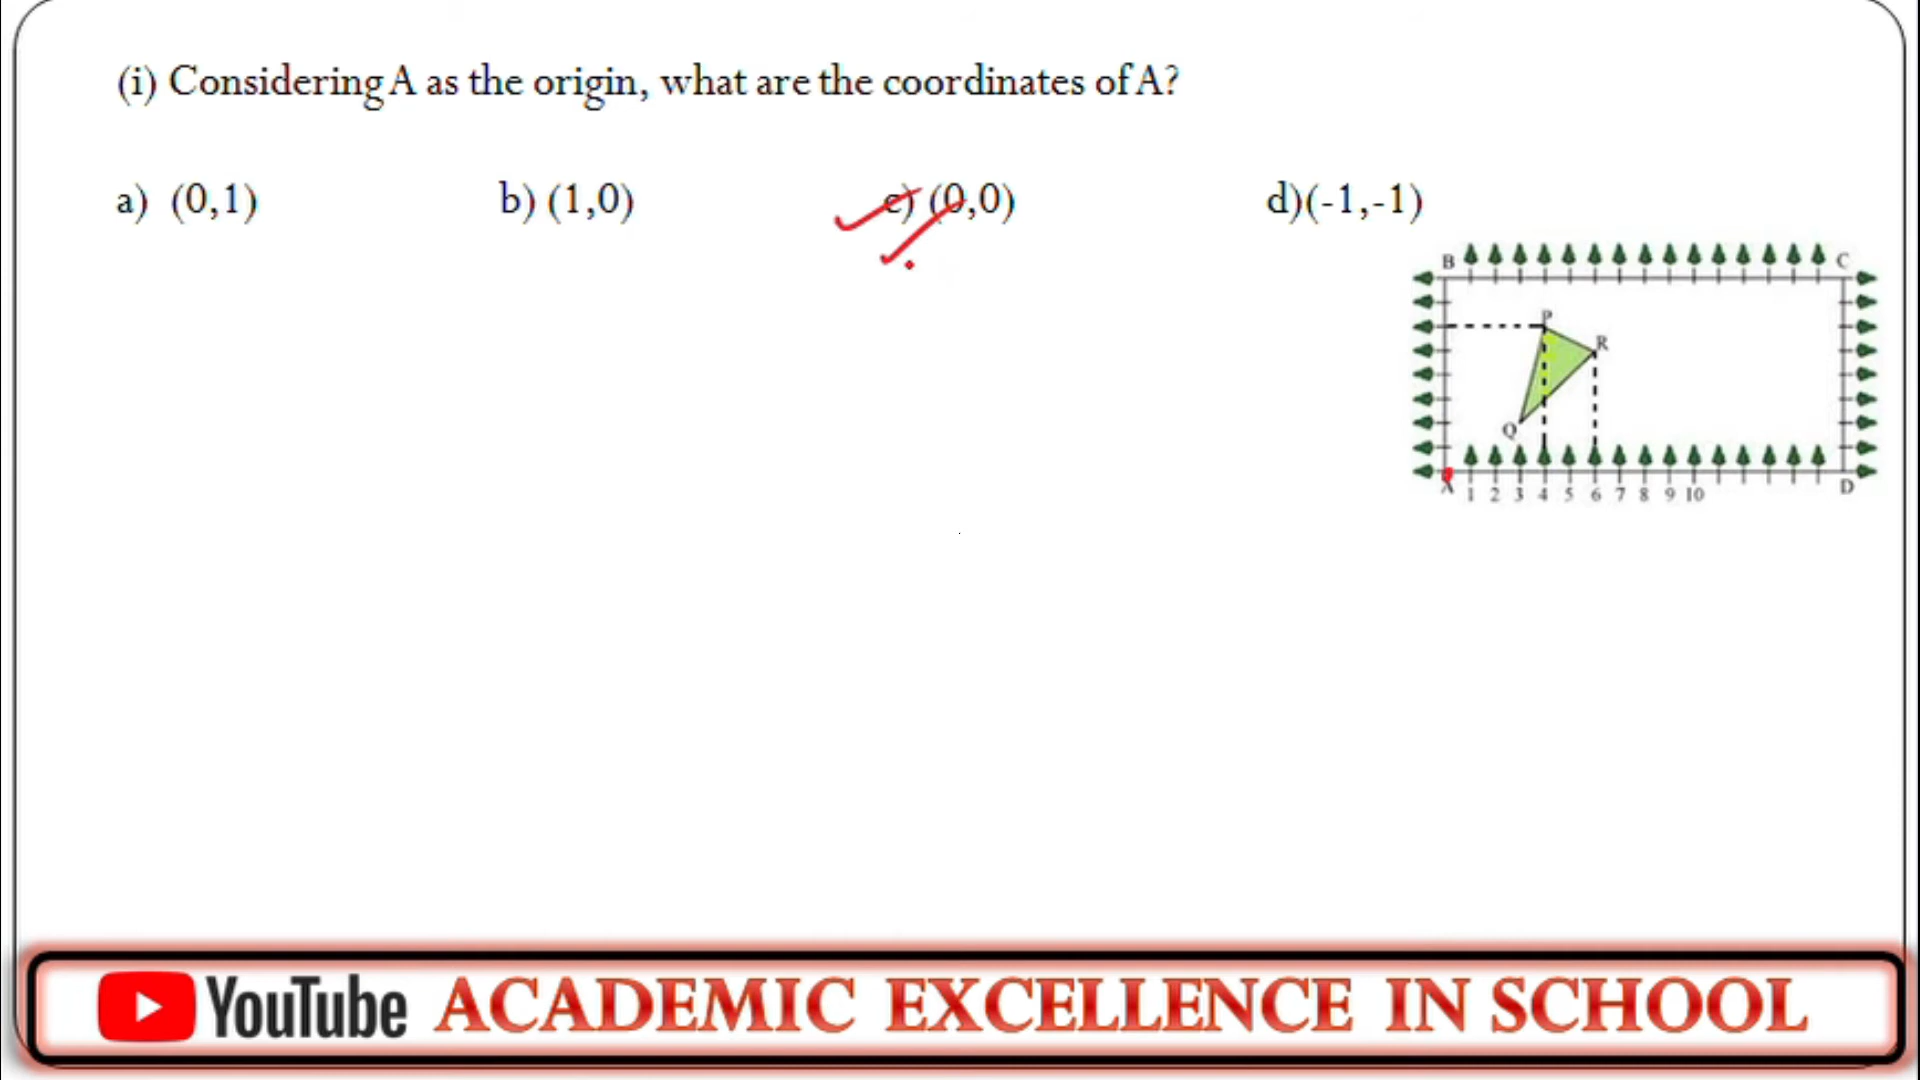 (i) Considering A as the origin, what are the coordinates of A?
a) (0,1) b) (1,0) c) (0,0) d)(-1,-1)
B C
P
R
Q
A 1 2 3 4 5 6 7 8 9 10 D
YouTube ACADEMIC EXCELLENCE IN SCHOOL